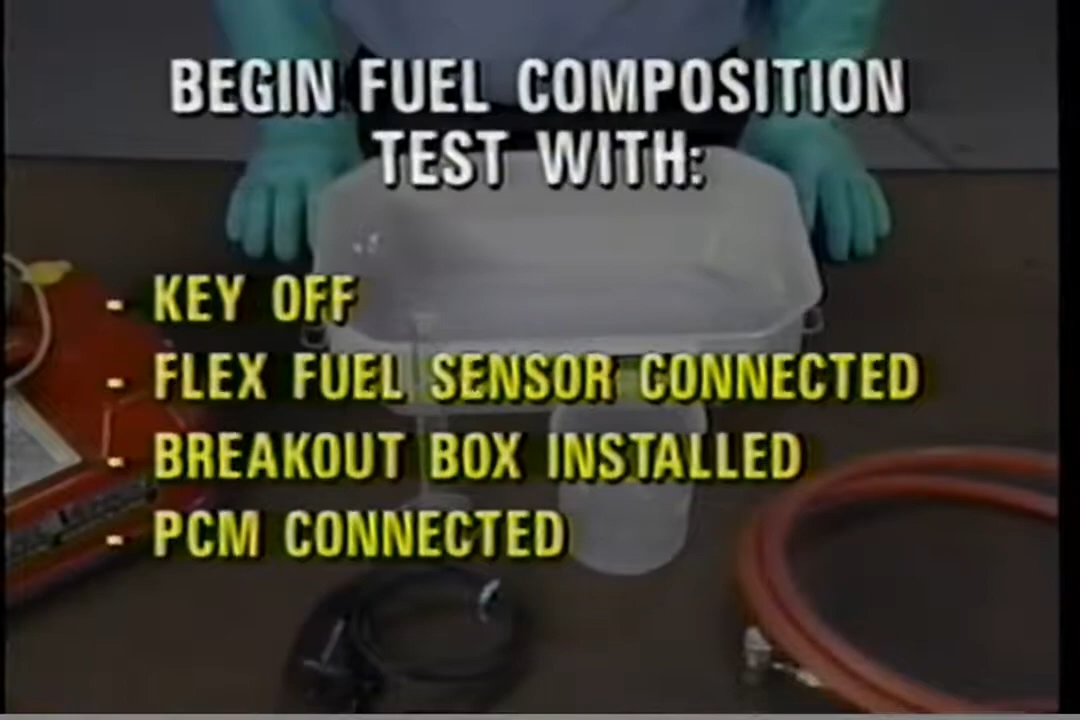 BEGIN FUEL COMPOSITION
TEST WITH:
- KEY OFF
- FLEX FUEL SENSOR CONNECTED
- BREAKOUT BOX INSTALLED
- PCM CONNECTED